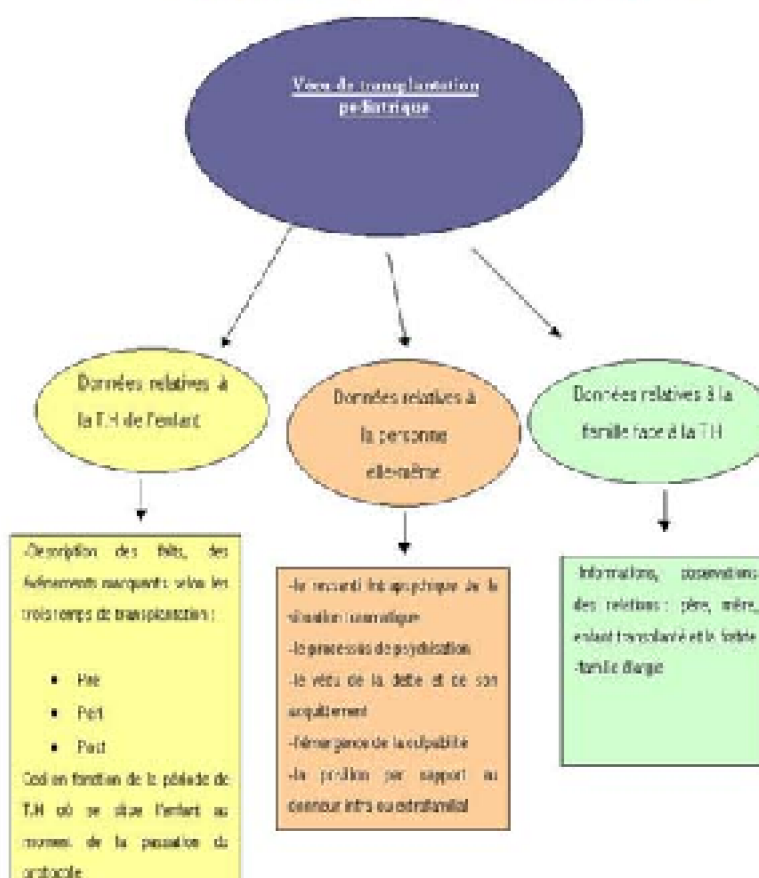 Vécu de transplantation
pédiatrique
Données relatives à
la T.H de l'enfant
Données relatives à
la personne
elle-même
Données relatives à la
famille face à la T.H
-Description des faits, des
événements marquants selon les
trois temps de transplantation :
• Pré
• Peri
• Post
Ceci en fonction de la période de
T.H où se situe l'enfant au
moment de la passation du
protocole
-le ressenti intrapsychique de la
situation traumatique
-le processus de psychisation
-le vécu de la dette et de son
acquittement
-l'émergence de la culpabilité
-la position par rapport au
donneur intra ou extrafamilial
-Informations, observations
des relations : père, mère,
enfant transplanté et la fratrie
-famille élargie